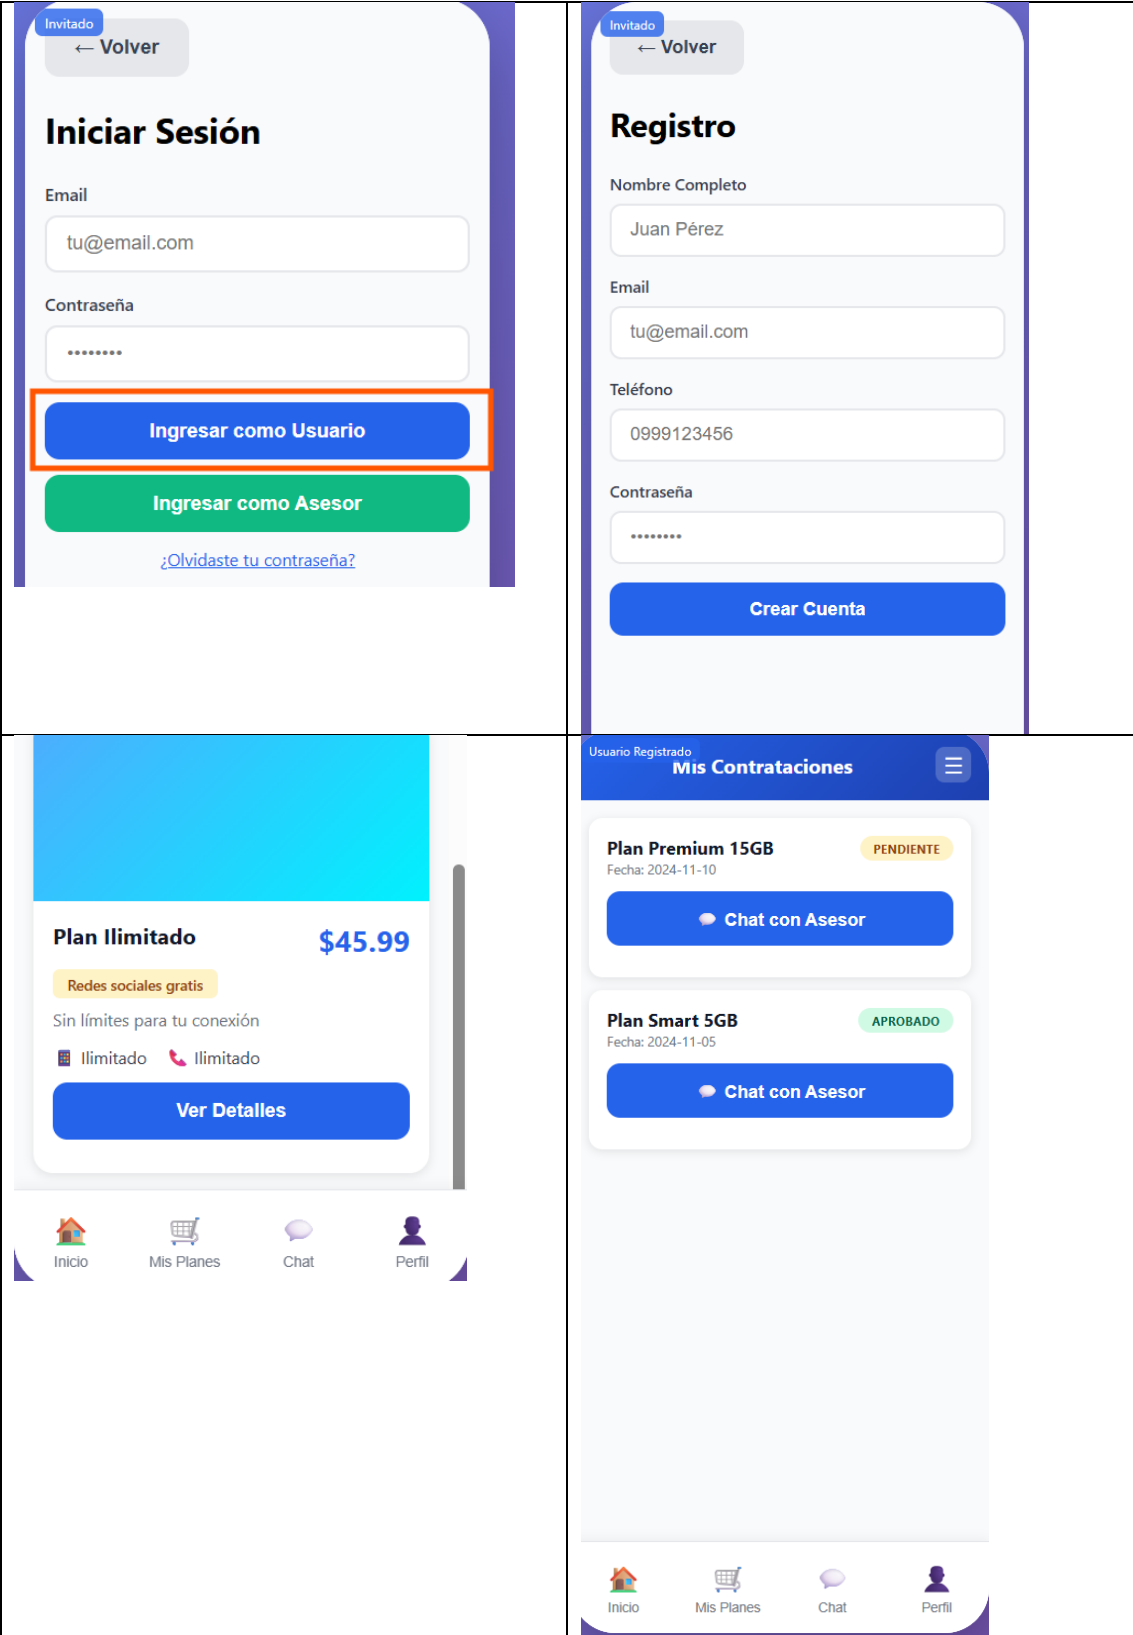 Invitado
← Volver
Iniciar Sesión
Email
tu@email.com
Contraseña
••••••••
Ingresar como Usuario
Ingresar como Asesor
¿Olvidaste tu contraseña?
Invitado
← Volver
Registro
Nombre Completo
Juan Pérez
Email
tu@email.com
Teléfono
0999123456
Contraseña
••••••••
Crear Cuenta
Plan Ilimitado $45.99
Redes sociales gratis
Sin límites para tu conexión
Ilimitado Ilimitado
Ver Detalles
Inicio Mis Planes Chat Perfil
Usuario Registrado
Mis Contrataciones
Plan Premium 15GB PENDIENTE
Fecha: 2024-11-10
Chat con Asesor
Plan Smart 5GB APROBADO
Fecha: 2024-11-05
Chat con Asesor
Inicio Mis Planes Chat Perfil